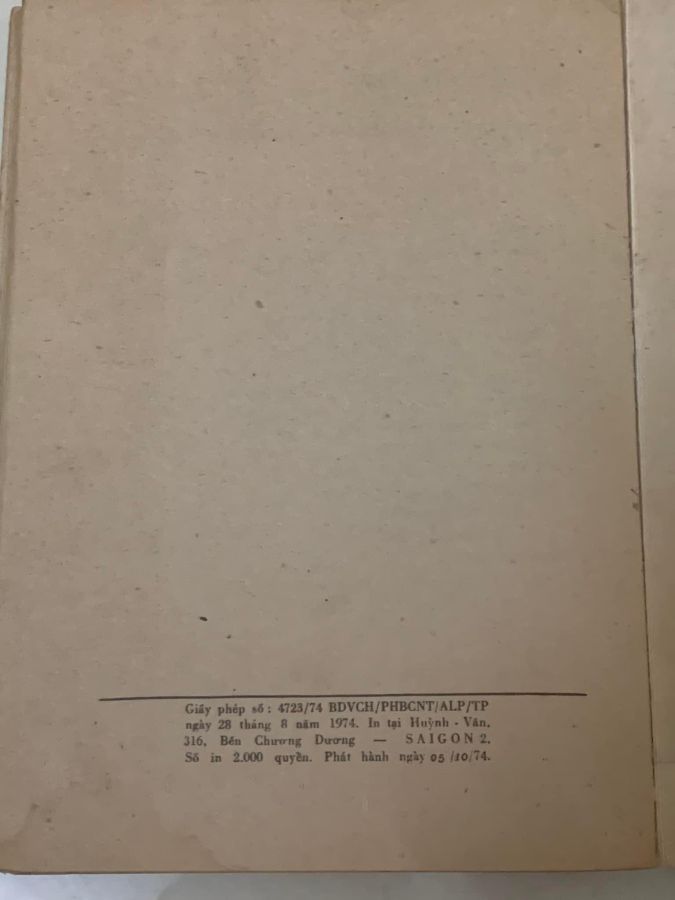 Giấy phép số : 4723/74 BDVCH/PHBCNT/ALP/TP
ngày 28 tháng 8 năm 1974. In tại Huỳnh - Văn.
316, Bến Chương Dương — SAIGON 2.
Số in 2.000 quyền. Phát hành ngày 05/10/74.